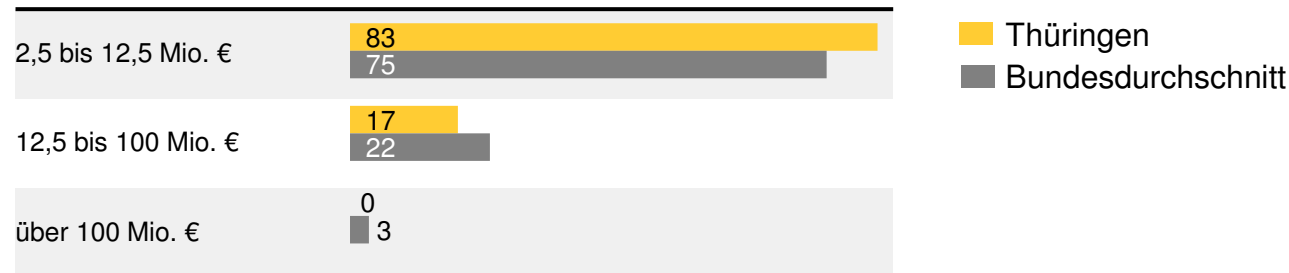 2,5 bis 12,5 Mio. €
83
75
12,5 bis 100 Mio. €
17
22
über 100 Mio. €
0
3
Thüringen
Bundesdurchschnitt